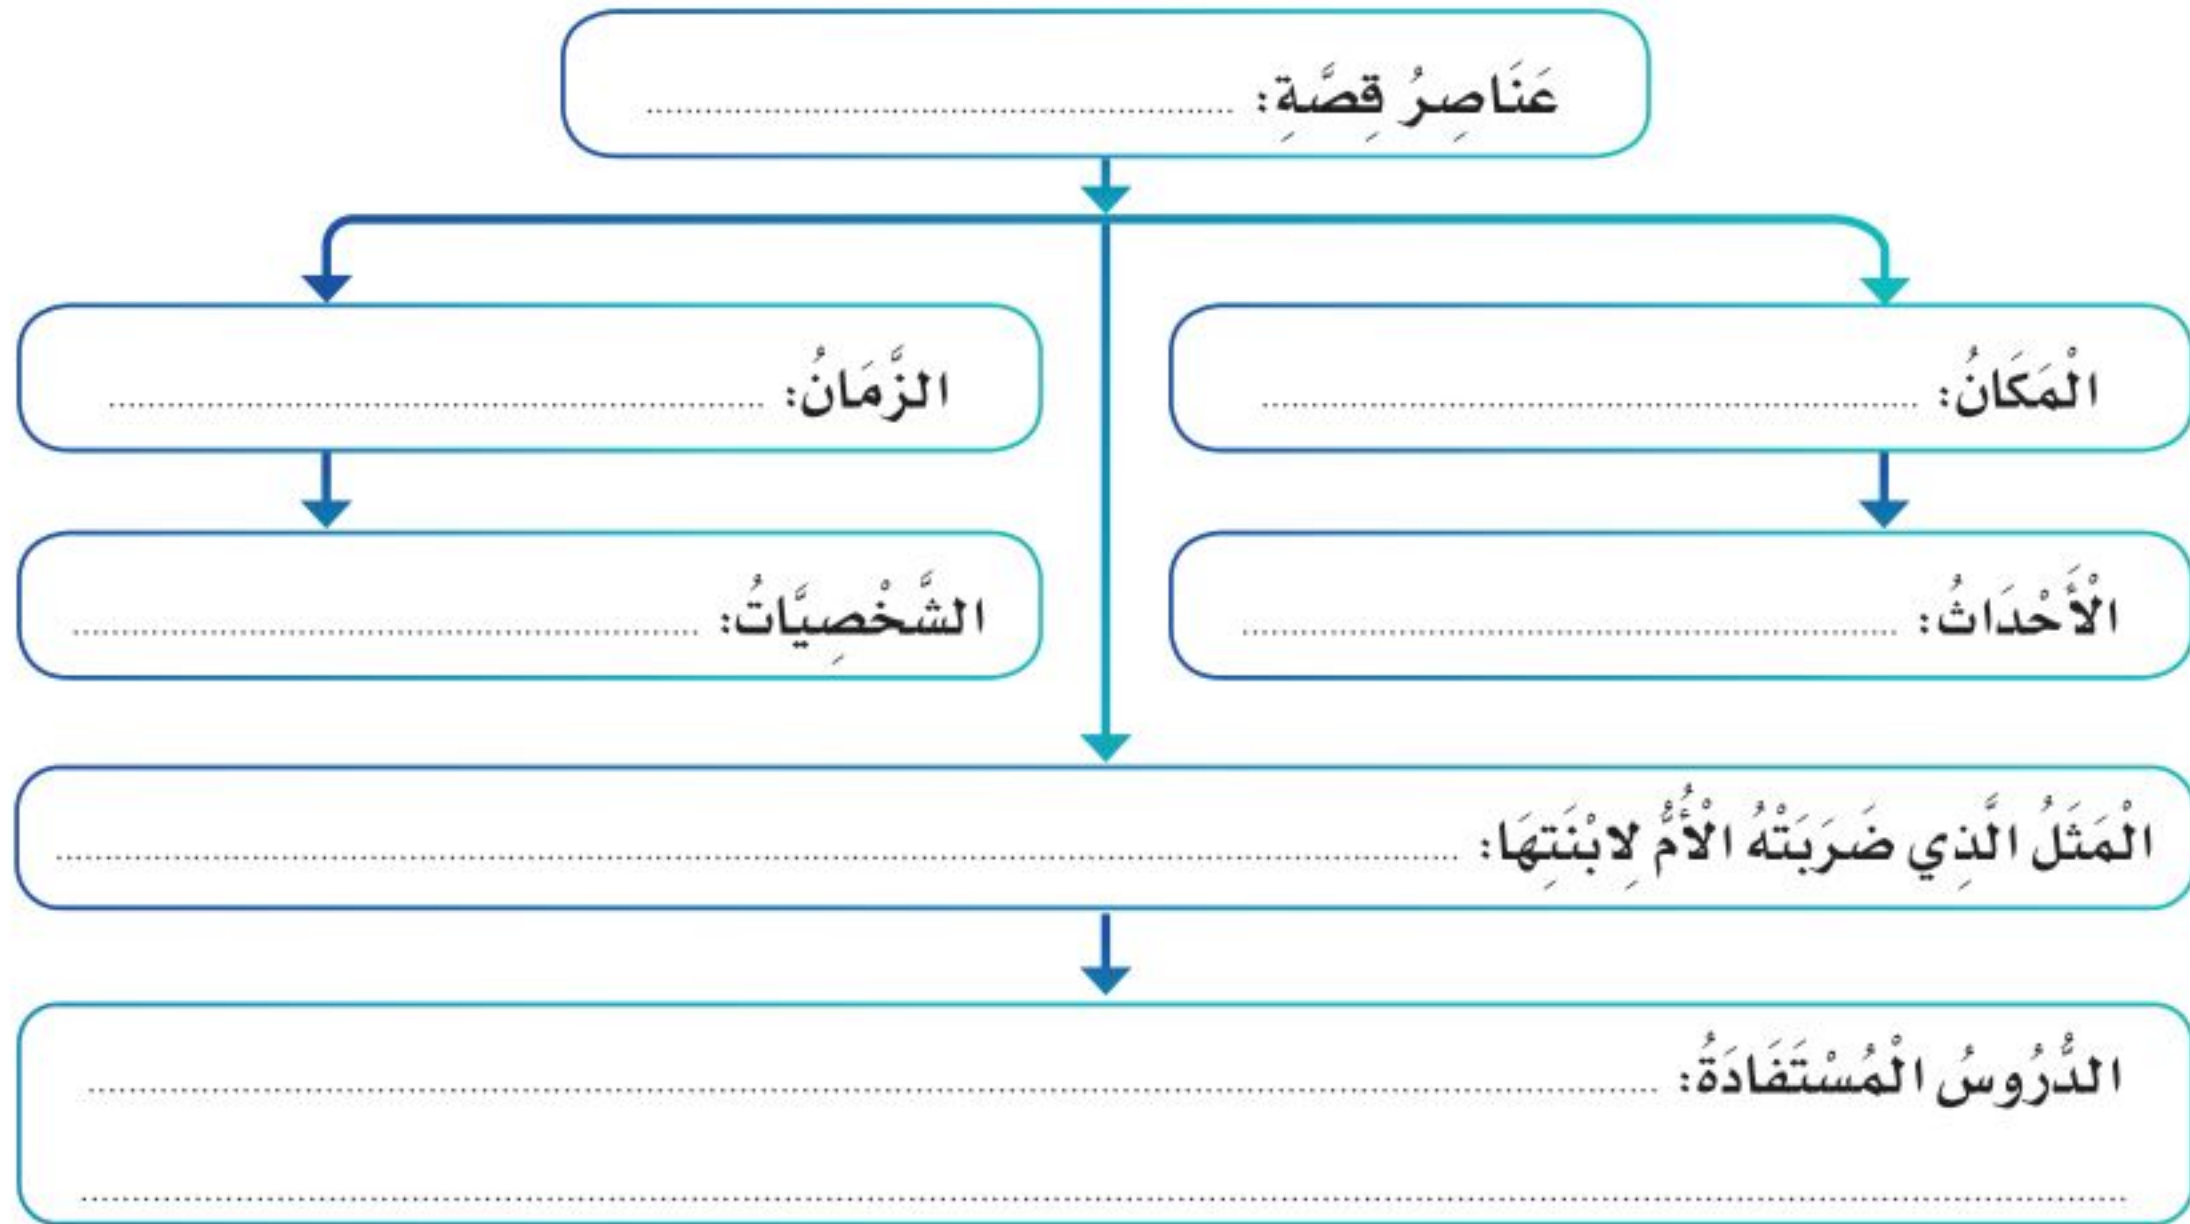 عَنَاصِرُ قِصَّةِ: ........................................
الْمَكَانُ: ........................................
الزَّمَانُ: ........................................
الْأَحْدَاثُ: ........................................
الشَّخْصِيَّاتُ: ........................................
الْمَثَلُ الَّذِي ضَرَبَتْهُ الْأُمُّ لِابْنَتِهَا: ........................................
الدُّرُوسُ الْمُسْتَفَادَةُ: ........................................
........................................